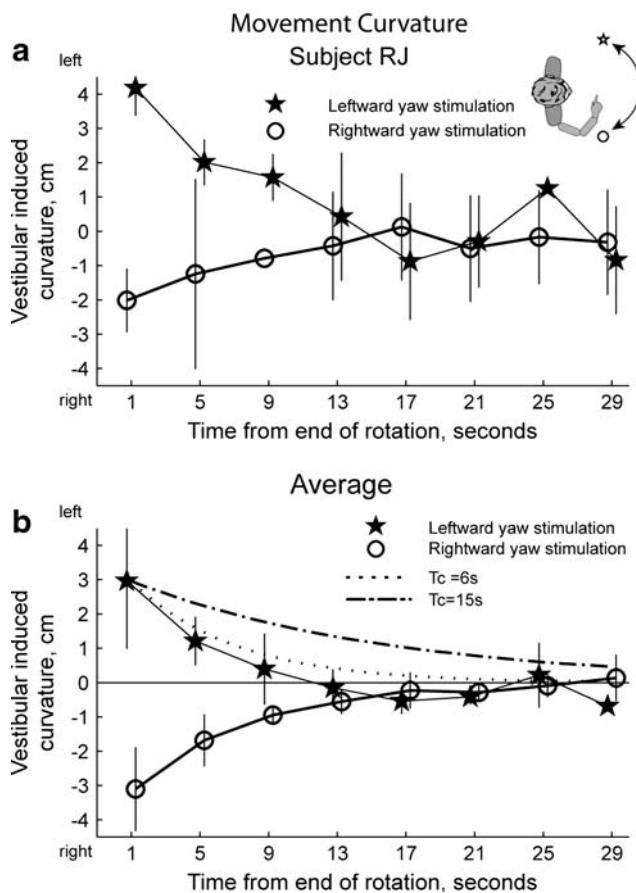 Movement Curvature
a
Subject RJ
left
4
3
2
1
0
-1
-2
-3
-4
right
Vestibular induced
curvature, cm
Leftward yaw stimulation
Rightward yaw stimulation
1 5 9 13 17 21 25 29
Time from end of rotation, seconds
b
Average
left
4
3
2
1
0
-1
-2
-3
-4
right
Vestibular induced
curvature, cm
Leftward yaw stimulation
Rightward yaw stimulation
Tc =6s
Tc=15s
1 5 9 13 17 21 25 29
Time from end of rotation, seconds